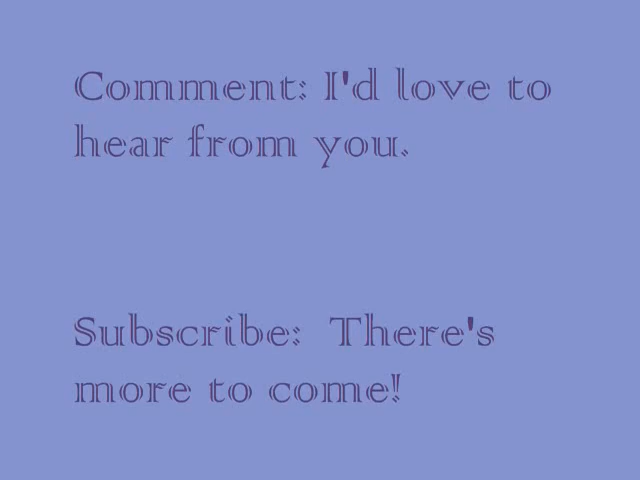 Comment: I'd love to
hear from you.
Subscribe:  There's
more to come!